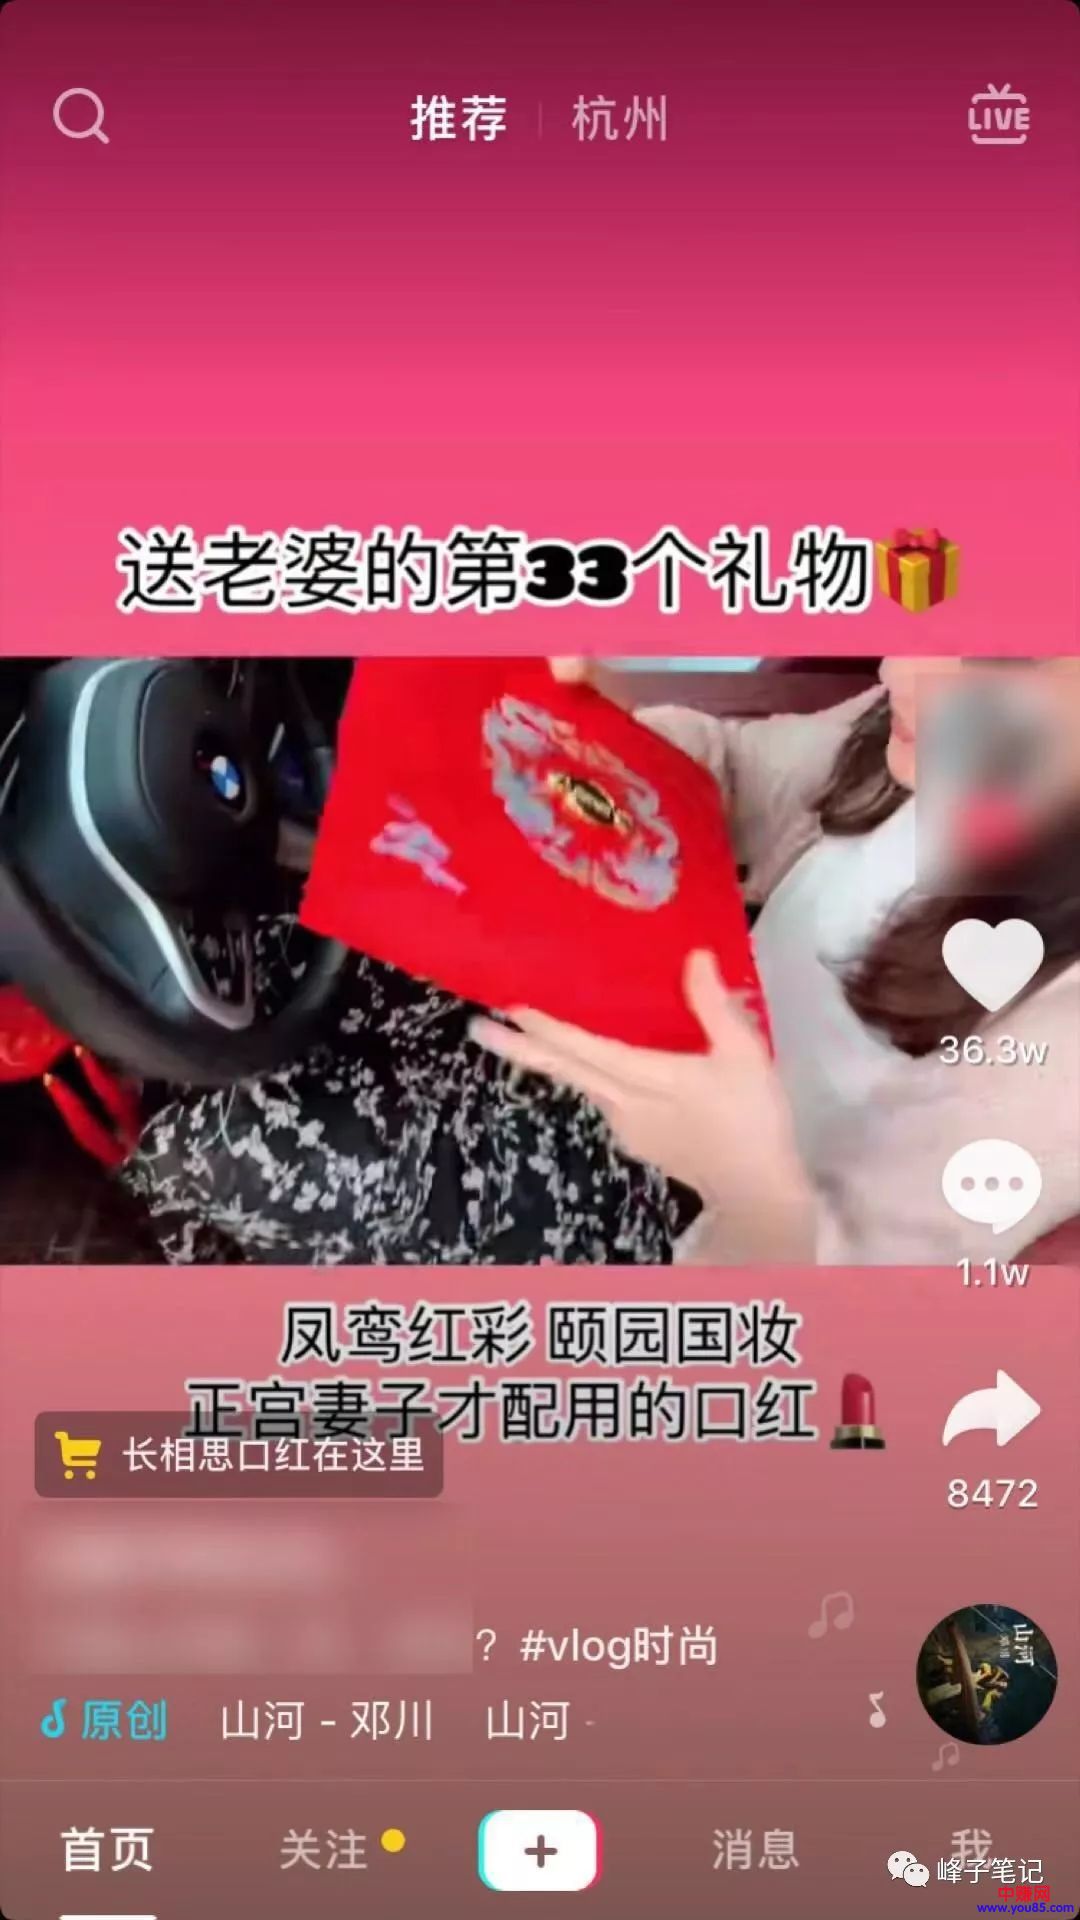 推荐 | 杭州
LIVE
送老婆的第33个礼物🎁
36.3w
1.1w
凤鸾红彩 颐园国妆
正宫妻子才配用的口红💄
长相思口红在这里
8472
? #vlog时尚
山河
原创 山河 - 邓川 山河 -
首页 关注 + 消息 我
峰子笔记
中赚网
www.you85.com